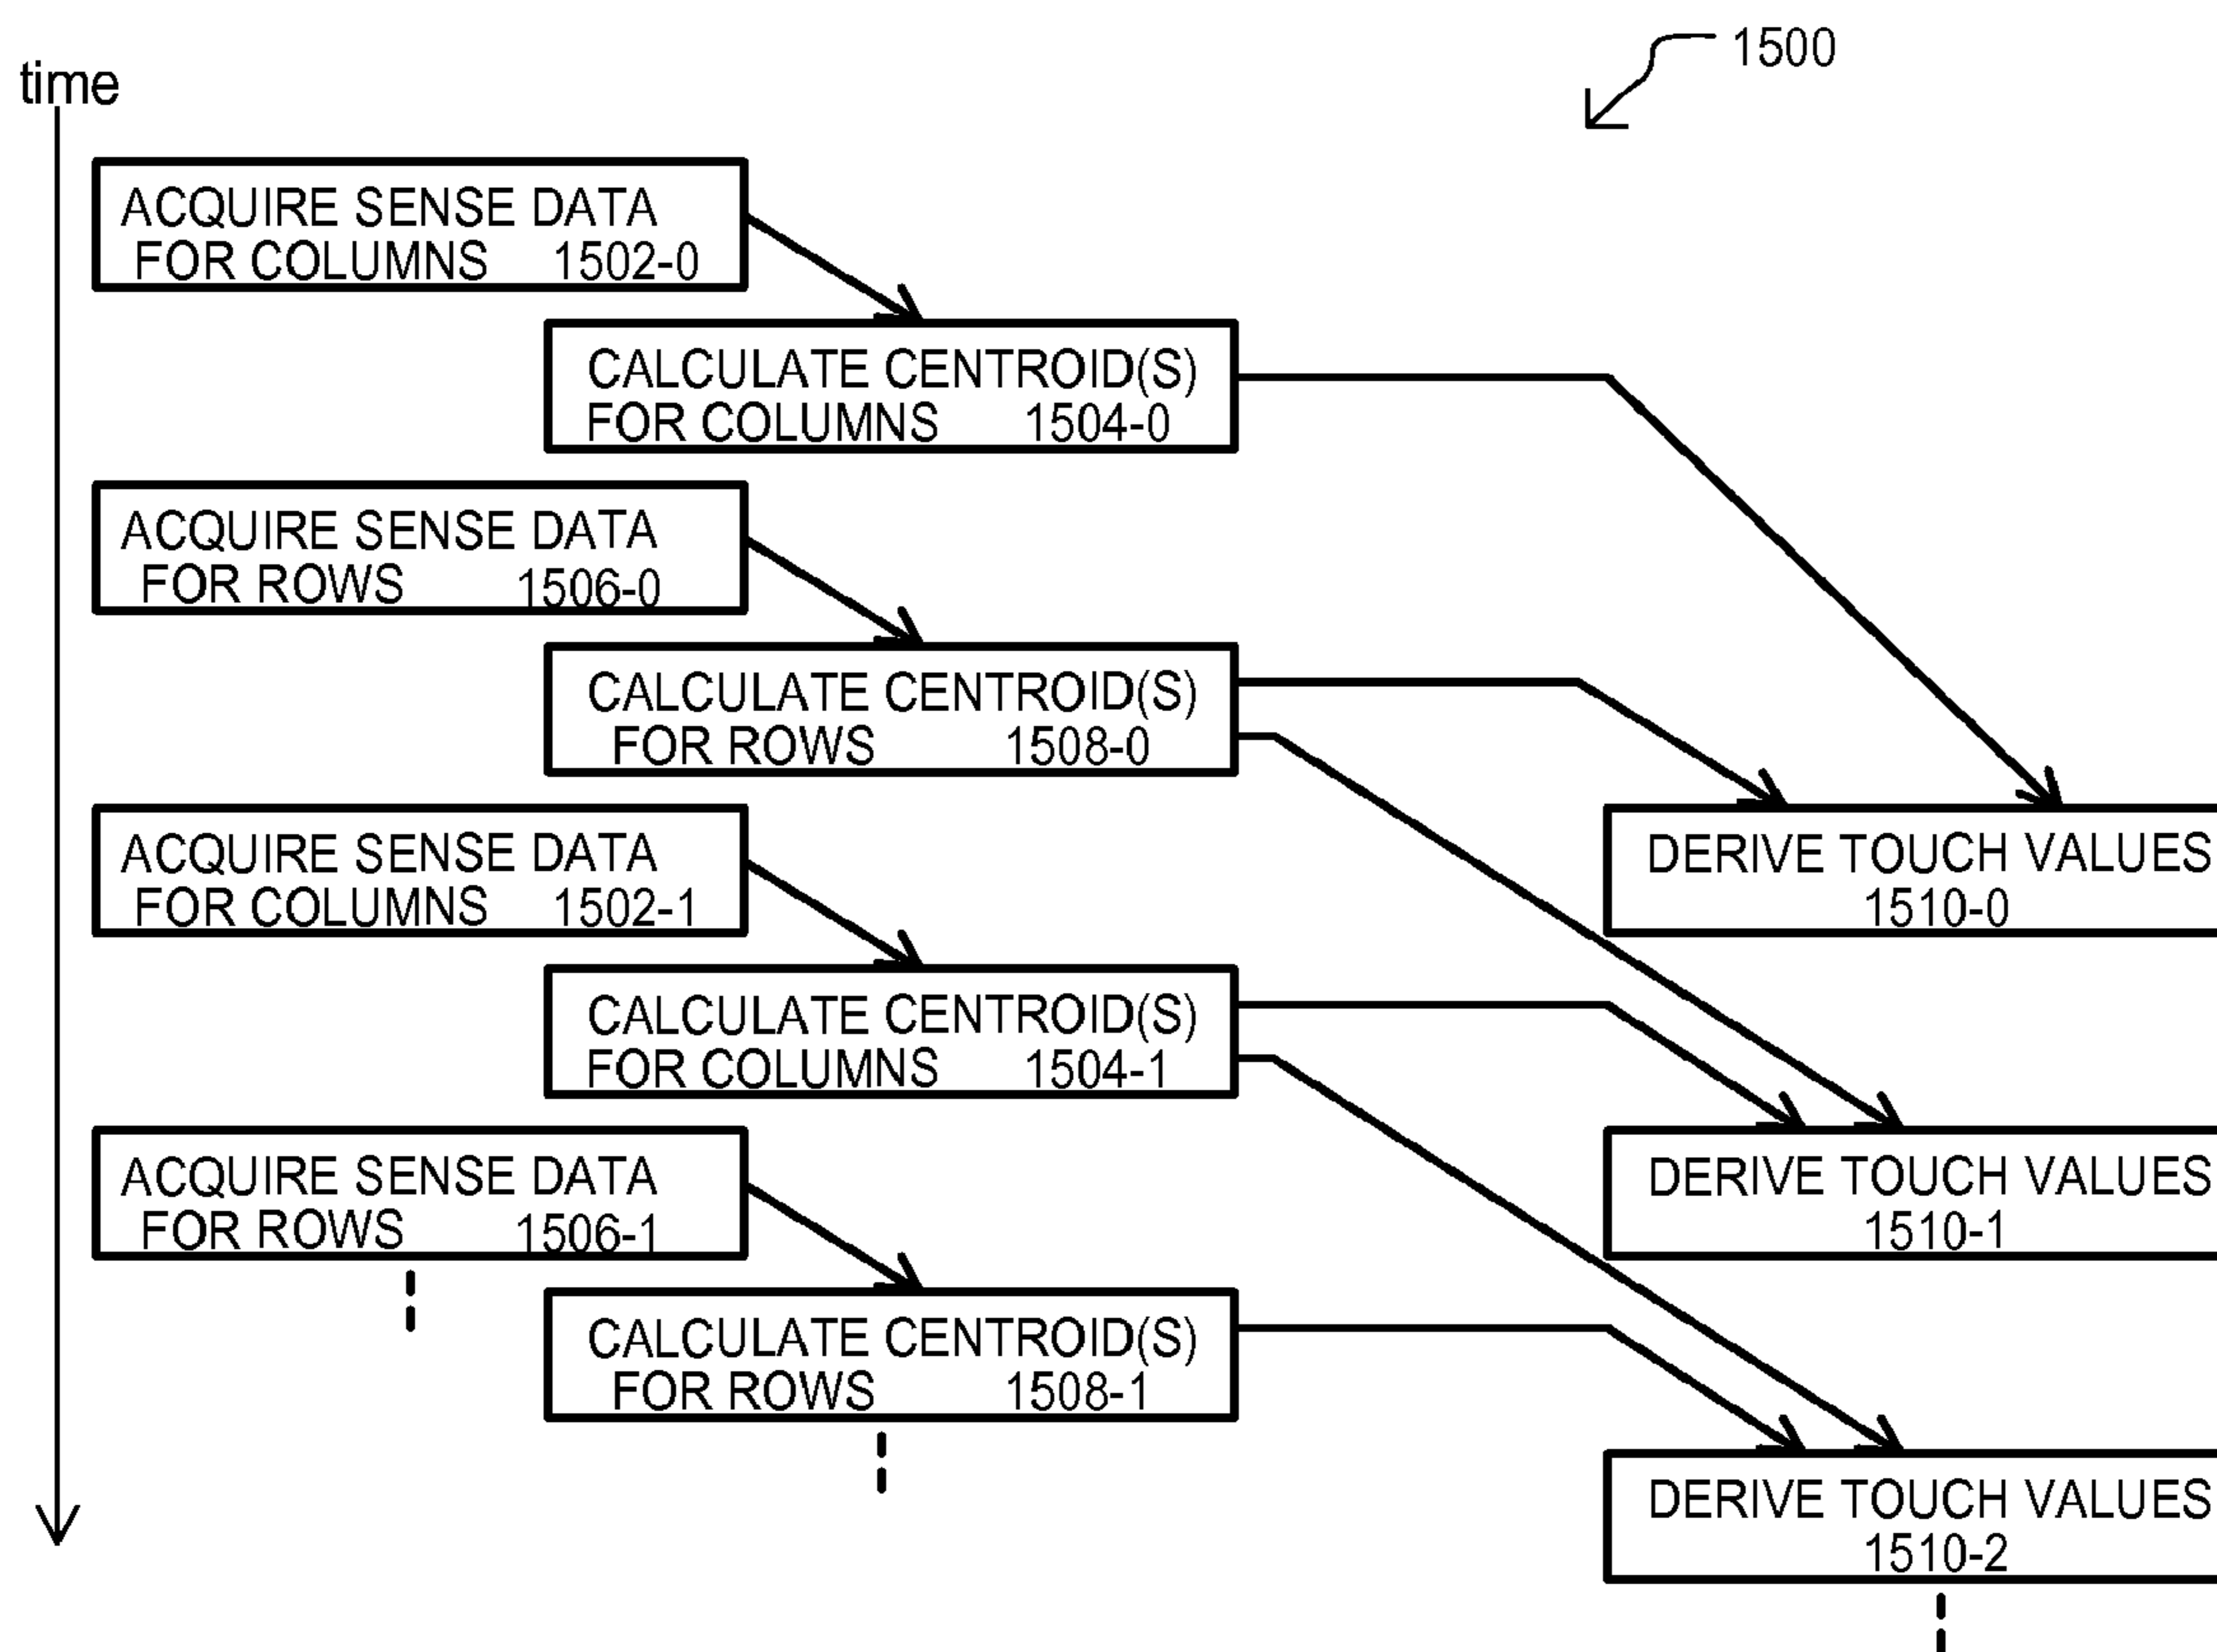 1500
time
ACQUIRE SENSE DATA
FOR COLUMNS 1502-0
CALCULATE CENTROID(S)
FOR COLUMNS 1504-0
ACQUIRE SENSE DATA
FOR ROWS 1506-0
CALCULATE CENTROID(S)
FOR ROWS 1508-0
ACQUIRE SENSE DATA
FOR COLUMNS 1502-1
DERIVE TOUCH VALUES
1510-0
CALCULATE CENTROID(S)
FOR COLUMNS 1504-1
ACQUIRE SENSE DATA
FOR ROWS 1506-1
DERIVE TOUCH VALUES
1510-1
CALCULATE CENTROID(S)
FOR ROWS 1508-1
DERIVE TOUCH VALUES
1510-2